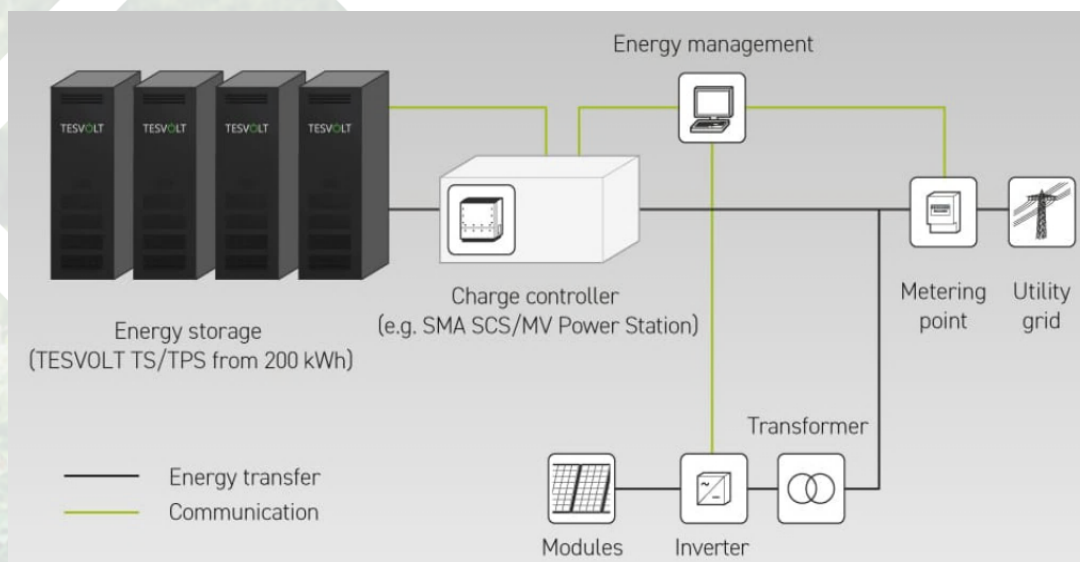 Energy management
TESVOLT TESVOLT TESVOLT TESVOLT
Charge controller
(e.g. SMA SCS/MV Power Station)
Metering
point
Utility
grid
Energy storage
(TESVOLT TS/TPS from 200 kWh)
Transformer
Energy transfer
Communication
Modules
Inverter